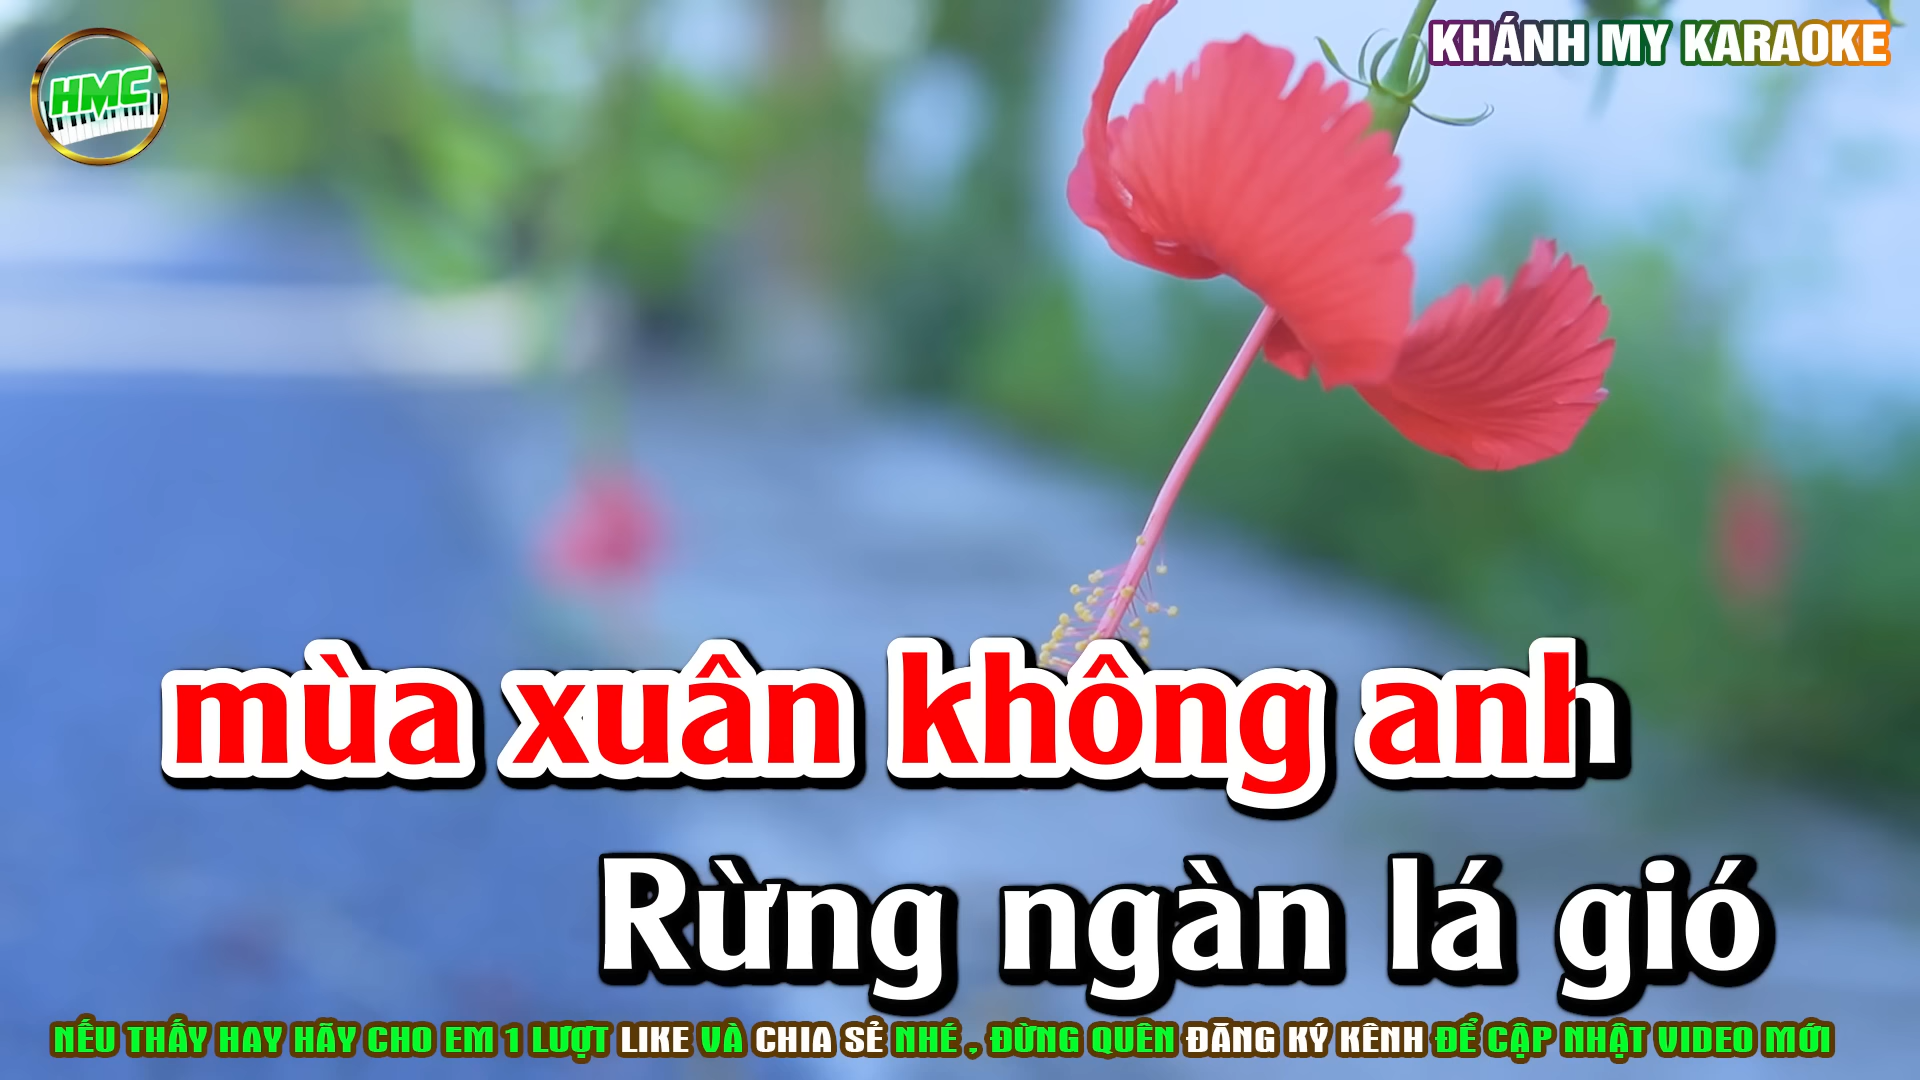 HMC
KHÁNH MY KARAOKE
mùa xuân không anh
Rừng ngàn lá gió
NẾU THẤY HAY HÃY CHO EM 1 LƯỢT LIKE VÀ CHIA SẺ NHÉ , ĐỪNG QUÊN ĐĂNG KÝ KÊNH ĐỂ CẬP NHẬT VIDEO MỚI